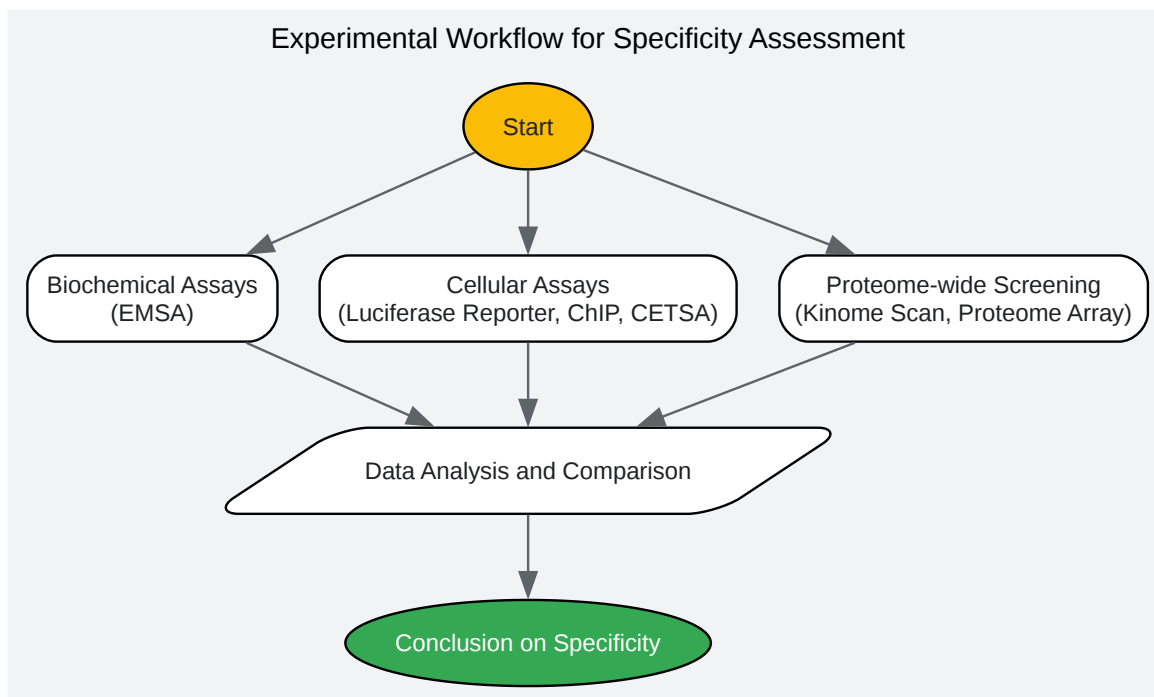 Experimental Workflow for Specificity Assessment
Start
Biochemical Assays
(EMSA)
Cellular Assays
(Luciferase Reporter, ChIP, CETSA)
Proteome-wide Screening
(Kinome Scan, Proteome Array)
Data Analysis and Comparison
Conclusion on Specificity